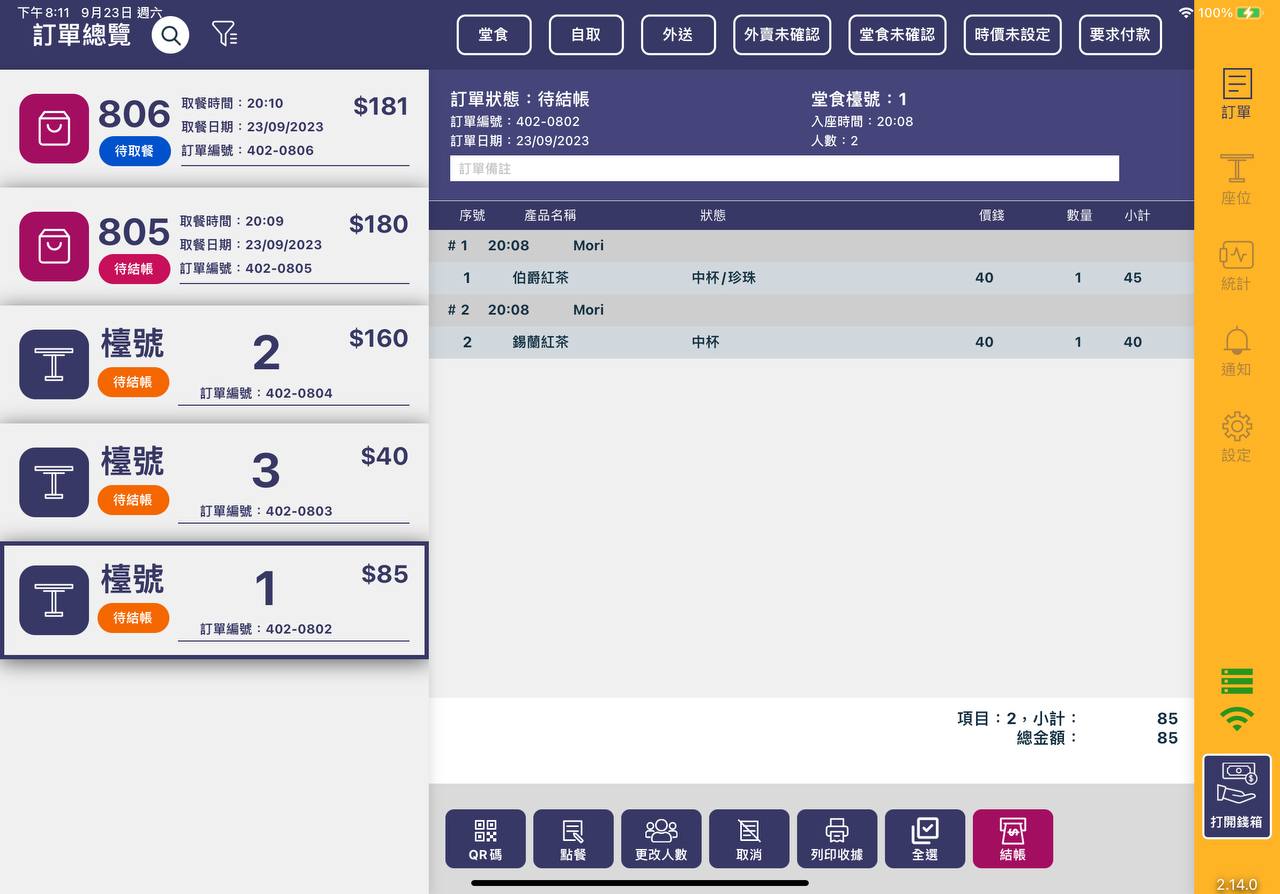 下午8:11 9月23日 週六
100%
訂單總覽
堂食
自取
外送
外賣未確認
堂食未確認
時價未設定
要求付款
806
待取餐
取餐時間：20:10
取餐日期：23/09/2023
訂單編號：402-0806
$181
805
待結帳
取餐時間：20:09
取餐日期：23/09/2023
訂單編號：402-0805
$180
檯號
待結帳
2
訂單編號：402-0804
$160
檯號
待結帳
3
訂單編號：402-0803
$40
檯號
待結帳
1
訂單編號：402-0802
$85
訂單狀態：待結帳
訂單編號：402-0802
訂單日期：23/09/2023
堂食檯號：1
入座時間：20:08
人數：2
訂單備註
序號 產品名稱 狀態 價錢 數量 小計
# 1 20:08 Mori
1 伯爵紅茶 中杯/珍珠 40 1 45
# 2 20:08 Mori
2 錫蘭紅茶 中杯 40 1 40
項目：2，小計： 85
總金額： 85
QR碼
點餐
更改人數
取消
列印收據
全選
結帳
訂單
座位
統計
通知
設定
打開錢箱
2.14.0